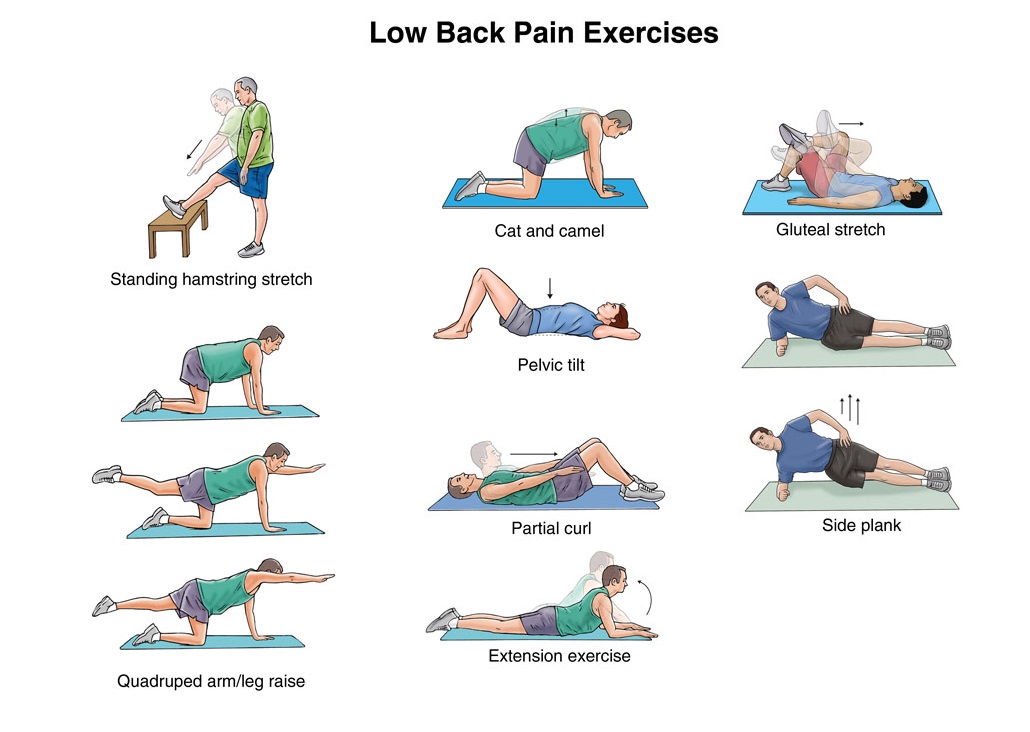 Low Back Pain Exercises
Standing hamstring stretch
Cat and camel
Gluteal stretch
Pelvic tilt
Partial curl
Side plank
Extension exercise
Quadruped arm/leg raise